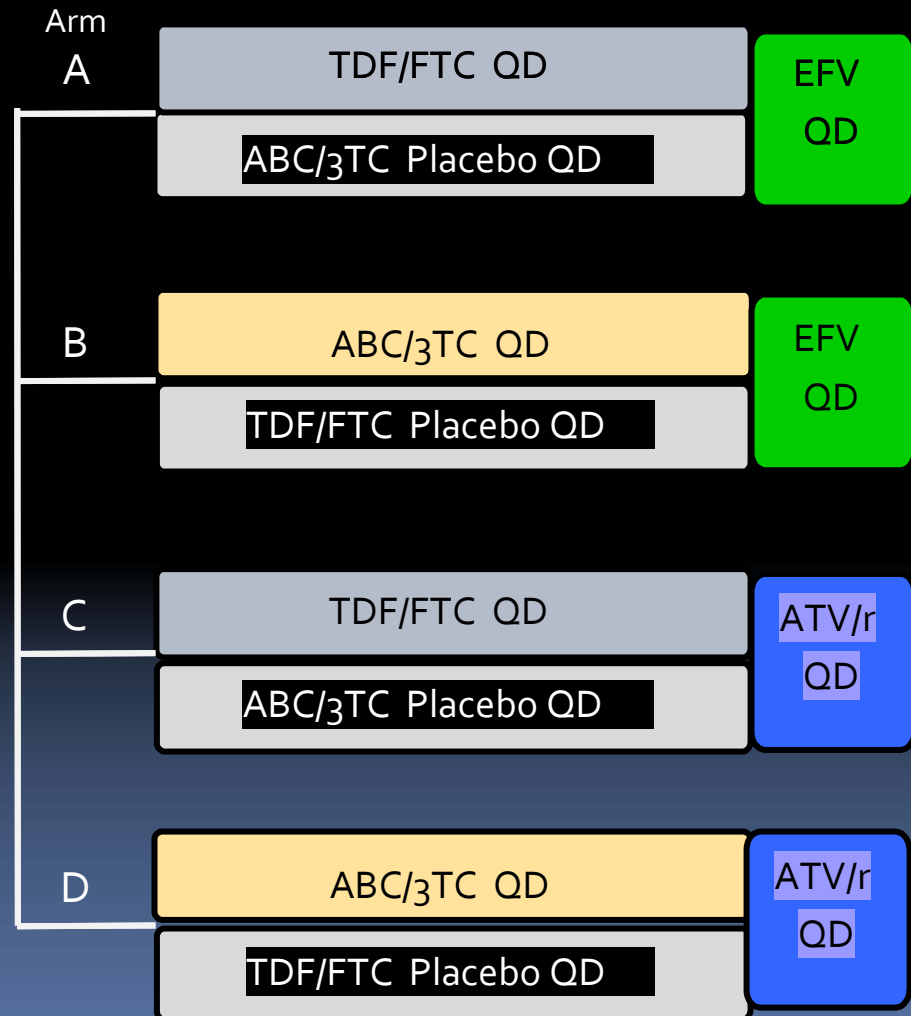 Arm
A
TDF/FTC QD
EFV
QD
ABC/3TC Placebo QD
B
ABC/3TC QD
EFV
QD
TDF/FTC Placebo QD
C
TDF/FTC QD
ATV/r
QD
ABC/3TC Placebo QD
D
ABC/3TC QD
ATV/r
QD
TDF/FTC Placebo QD